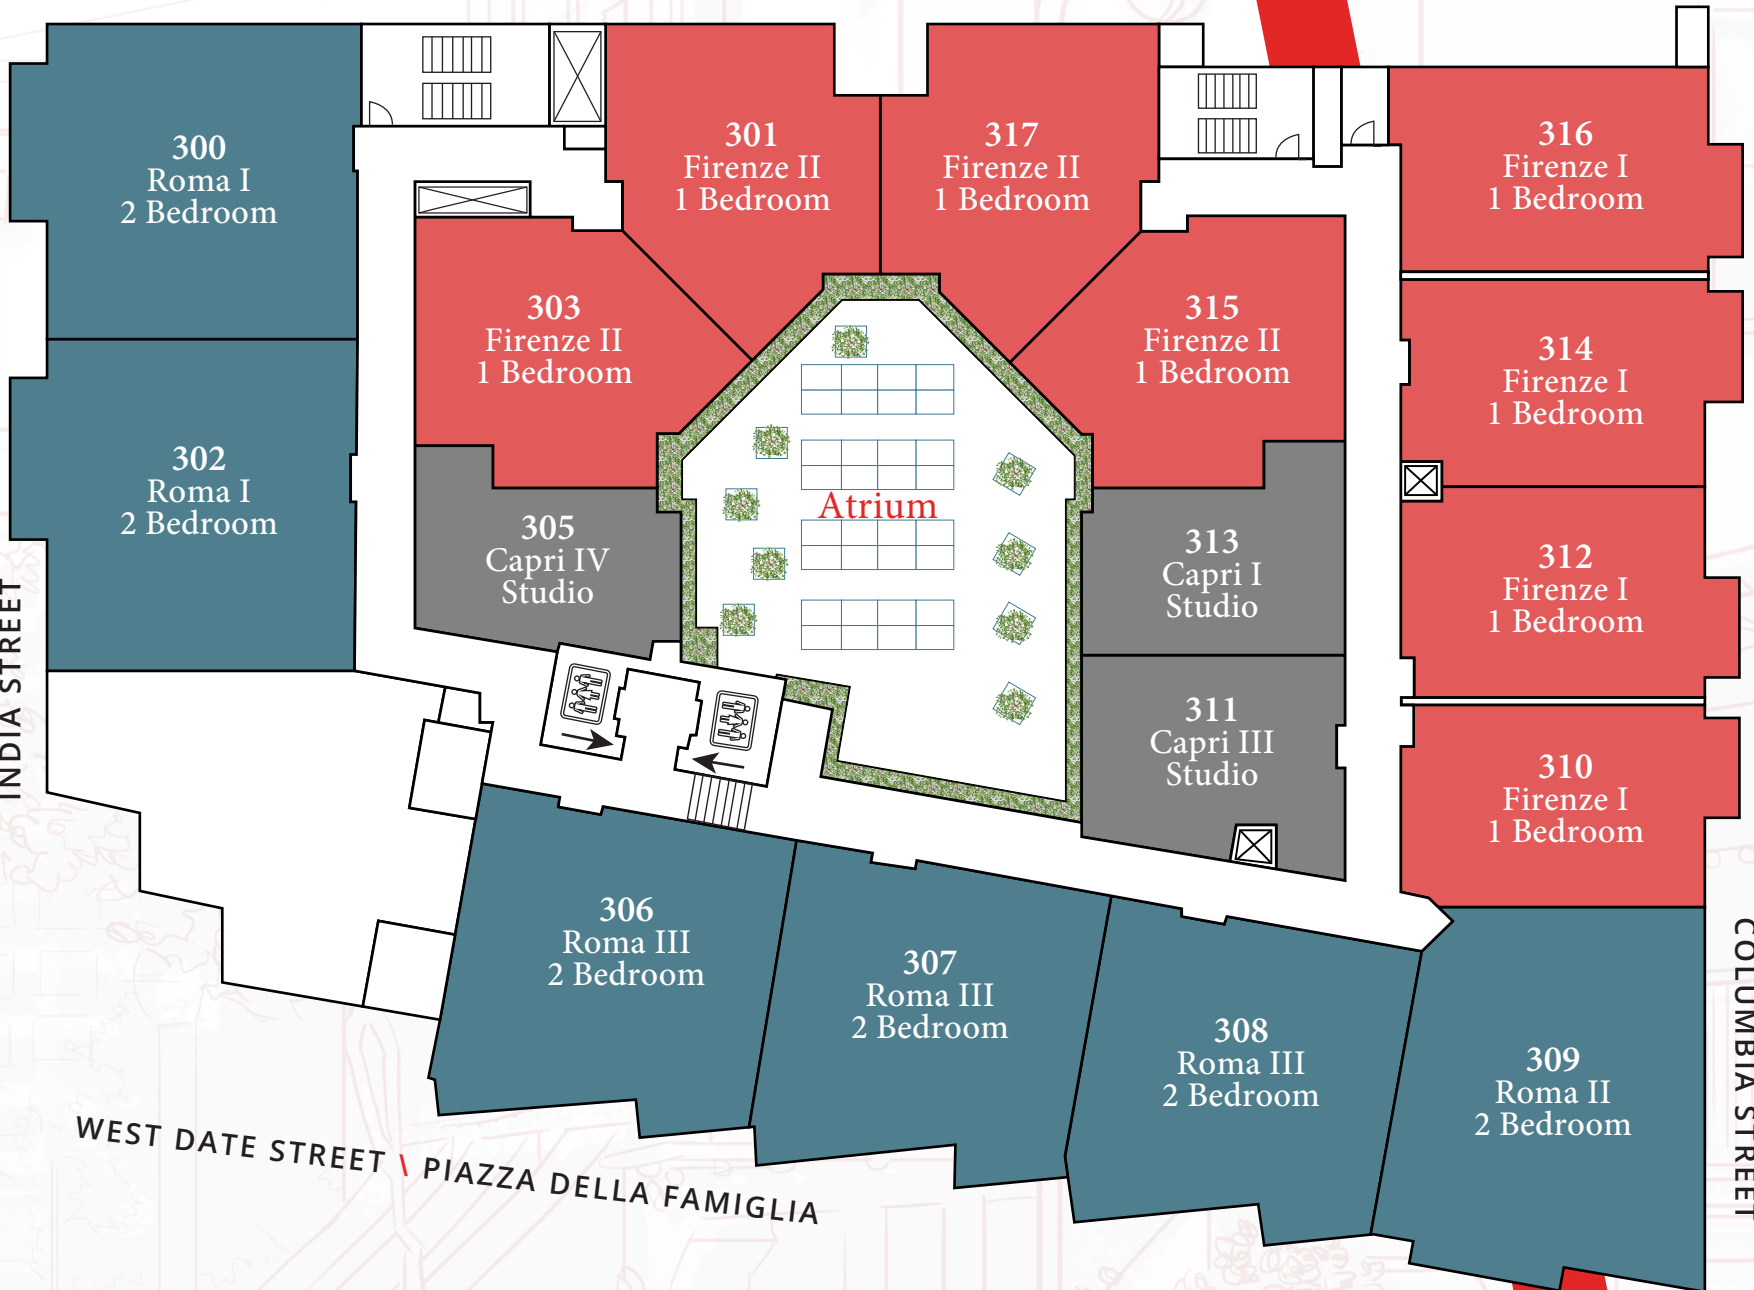 300
Roma I
2 Bedroom
301
Firenze II
1 Bedroom
317
Firenze II
1 Bedroom
316
Firenze I
1 Bedroom
303
Firenze II
1 Bedroom
315
Firenze II
1 Bedroom
314
Firenze I
1 Bedroom
302
Roma I
2 Bedroom
Atrium
305
Capri IV
Studio
313
Capri I
Studio
312
Firenze I
1 Bedroom
311
Capri III
Studio
310
Firenze I
1 Bedroom
306
Roma III
2 Bedroom
307
Roma III
2 Bedroom
308
Roma III
2 Bedroom
309
Roma II
2 Bedroom
INDIA STREET
COLUMBIA STREET
WEST DATE STREET \ PIAZZA DELLA FAMIGLIA